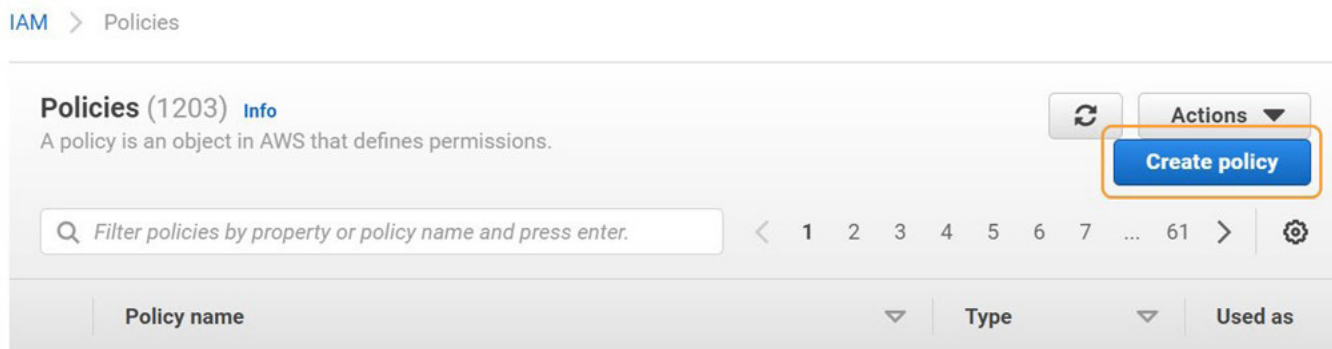 IAM > Policies
Policies (1203) Info
Actions
A policy is an object in AWS that defines permissions.
Create policy
Filter policies by property or policy name and press enter.
< 1 2 3 4 5 6 7 ... 61 >
Policy name Type Used as